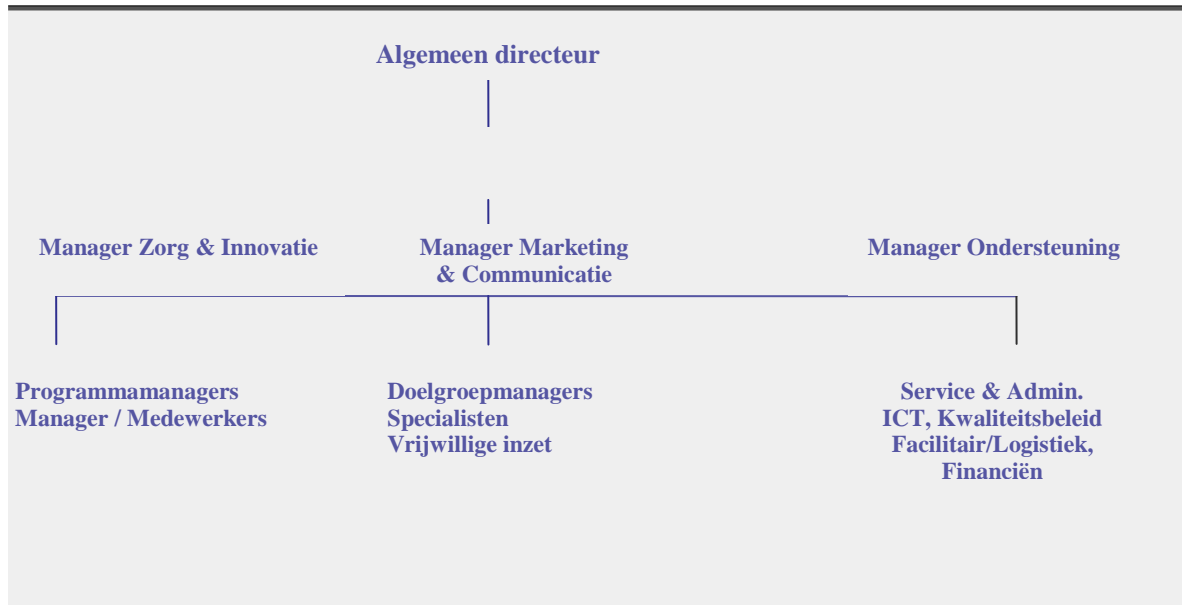 Algemeen directeur
Manager Zorg & Innovatie
Manager Marketing
& Communicatie
Manager Ondersteuning
Programmamanagers
Manager / Medewerkers
Doelgroepmanagers
Specialisten
Vrijwillige inzet
Service & Admin.
ICT, Kwaliteitsbeleid
Facilitair/Logistiek,
Financiën